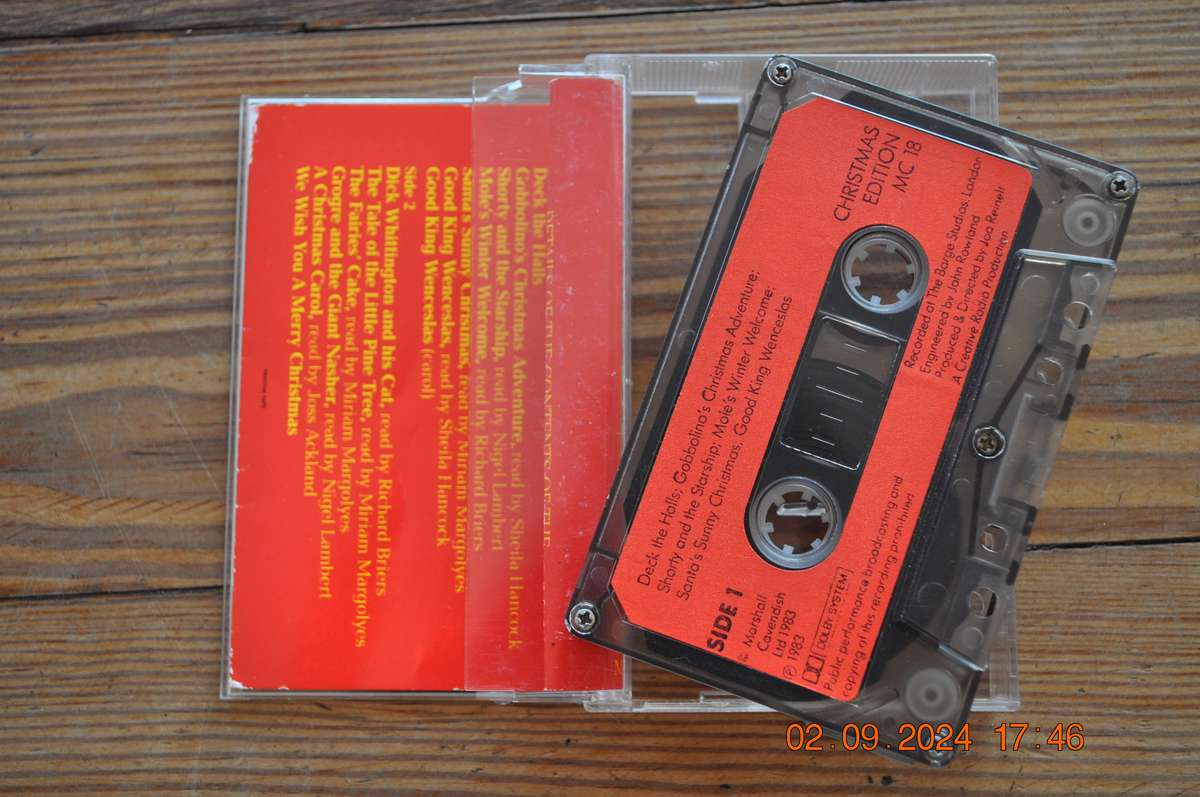 DETAILS OF THE CONTENTS OF THE
Deck the Halls
Gobbolino's Christmas Adventure, read by Sheila Hancock
Shorty and the Starship, read by Nigel Lambert
Mole's Winter Welcome, read by Richard Briers
Santa's Sunny Christmas, read by Miriam Margolyes
Good King Wenceslas, read by Sheila Hancock
Good King Wenceslas (carol)
Side 2
Dick Whittington and his Cat, read by Richard Briers
The Tale of the Little Pine Tree, read by Miriam Margolyes
The Fairies' Cake, read by Miriam Margolyes
Grogre and the Giant Nasher, read by Nigel Lambert
A Christmas Carol, read by Joss Ackland
We Wish You A Merry Christmas
CHRISTMAS
EDITION
MC 18
Deck the Halls; Gobbolino's Christmas Adventure;
Shorty and the Starship; Mole's Winter Welcome;
Santa's Sunny Christmas; Good King Wenceslas
SIDE 1
Marshall
Cavendish
Ltd 1983
℗ 1983
DOLBY SYSTEM
Public performance broadcasting and
copying of this recording prohibited
Recorded at The Barge Studios, London
Engineered by John Rowland
Produced & Directed by Joa Reinelt
A Creative Radio Production
02.09.2024 17:46